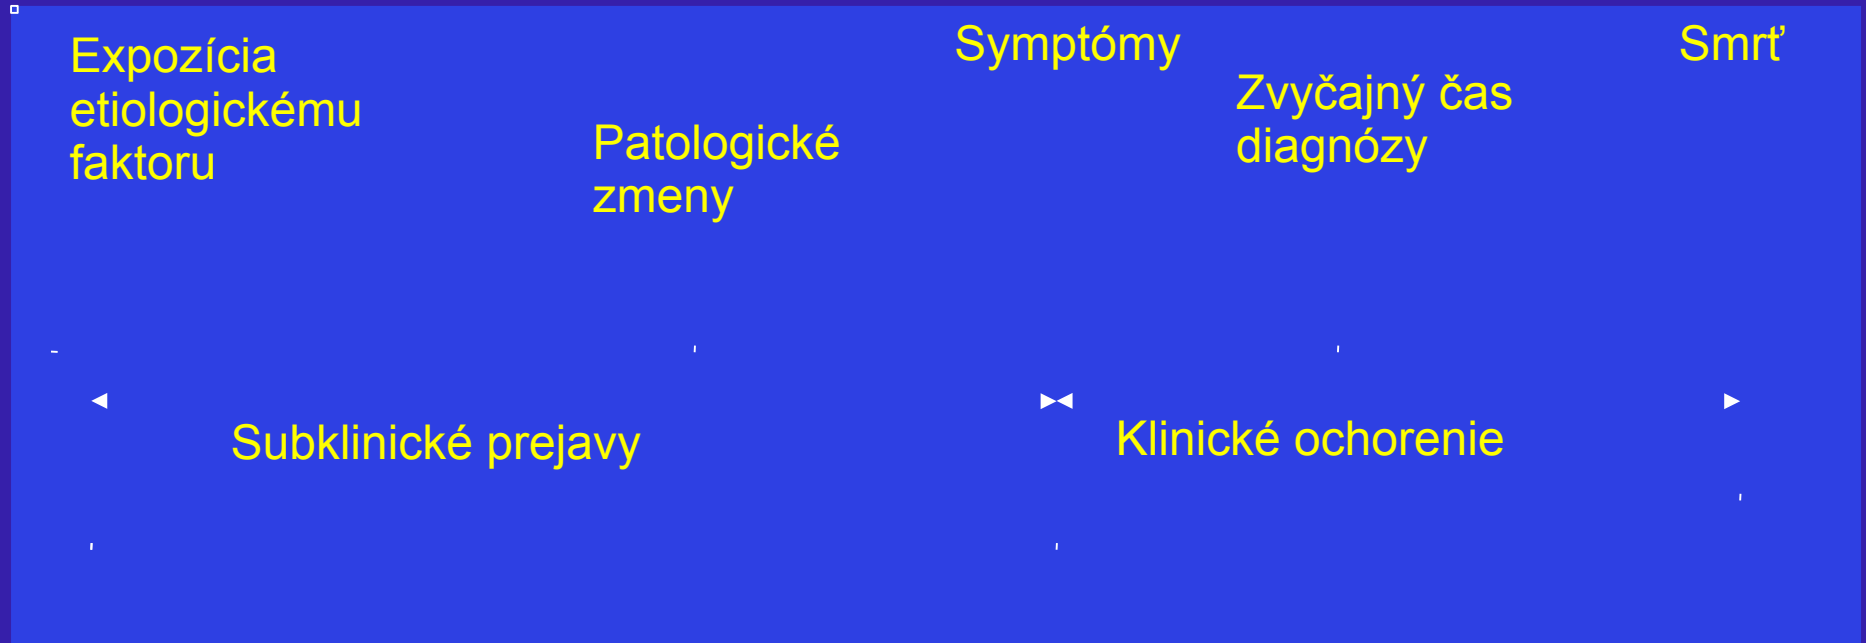 Expozícia
etiologickému
faktoru
Patologické
zmeny
Symptómy
Zvyčajný čas
diagnózy
Smrť
Subklinické prejavy
Klinické ochorenie